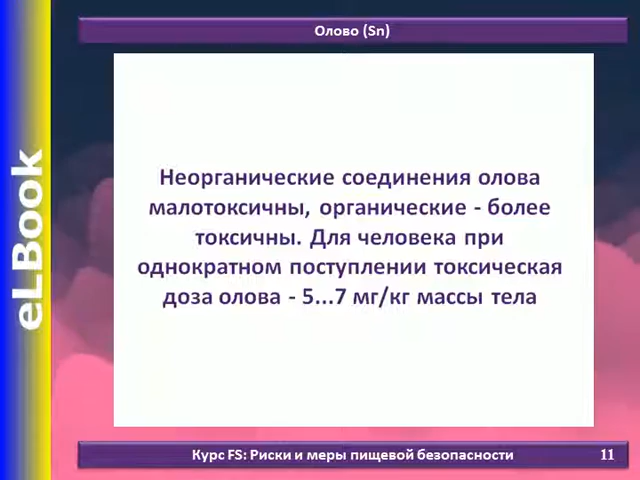 Олово (Sn)
Неорганические соединения олова
малотоксичны, органические - более
токсичны. Для человека при
однократном поступлении токсическая
доза олова - 5...7 мг/кг массы тела
eLBook
Курс FS: Риски и меры пищевой безопасности 11